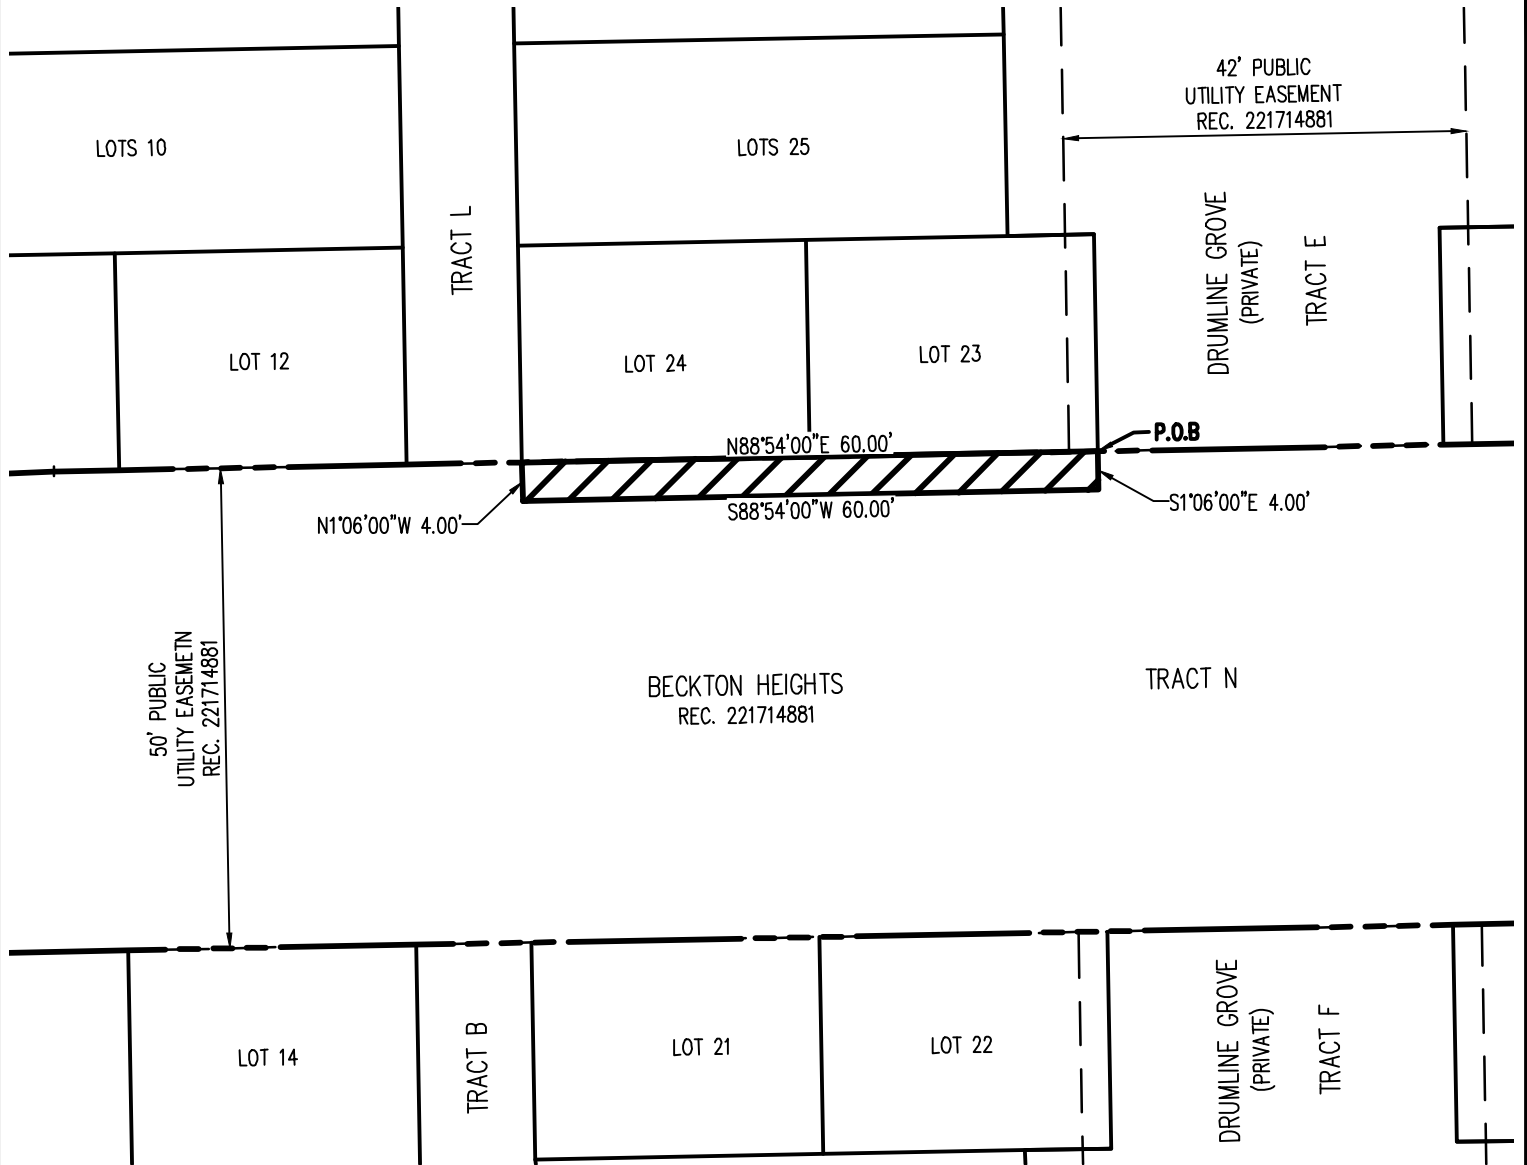 42' PUBLIC
UTILITY EASEMENT
REC. 221714881
LOTS 10
LOTS 25
TRACT L
DRUMLINE GROVE
(PRIVATE)
TRACT E
LOT 12
LOT 24
LOT 23
N88°54'00"E 60.00'
P.O.B
S88°54'00"W 60.00'
N1°06'00"W 4.00'
S1°06'00"E 4.00'
50' PUBLIC
UTILITY EASEMETN
REC. 221714881
BECKTON HEIGHTS
REC. 221714881
TRACT N
LOT 14
TRACT B
LOT 21
LOT 22
DRUMLINE GROVE
(PRIVATE)
TRACT F